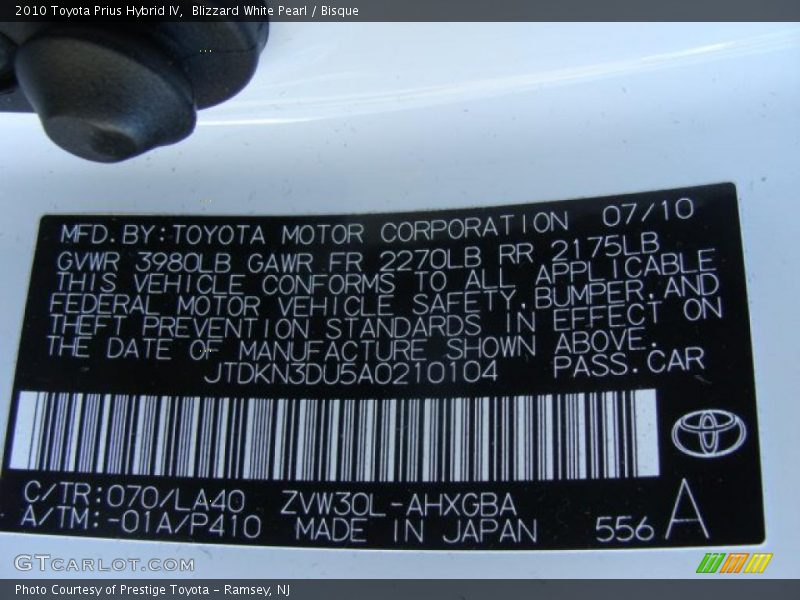 2010 Toyota Prius Hybrid IV, Blizzard White Pearl / Bisque
MFD. BY: TOYOTA MOTOR CORPORATION 07/10
GVWR 3980LB GAWR FR 2270LB RR 2175LB
THIS VEHICLE CONFORMS TO ALL APPLICABLE
FEDERAL MOTOR VEHICLE SAFETY, BUMPER, AND
THEFT PREVENTION STANDARDS IN EFFECT ON
THE DATE OF MANUFACTURE SHOWN ABOVE.
JTDKN3DU5A0210104 PASS. CAR
C/TR: 070/LA40 ZVW30L-AHXGBA
A/TM: -01A/P410 MADE IN JAPAN 556 A
GTCARLOT.COM
Photo Courtesy of Prestige Toyota - Ramsey, NJ